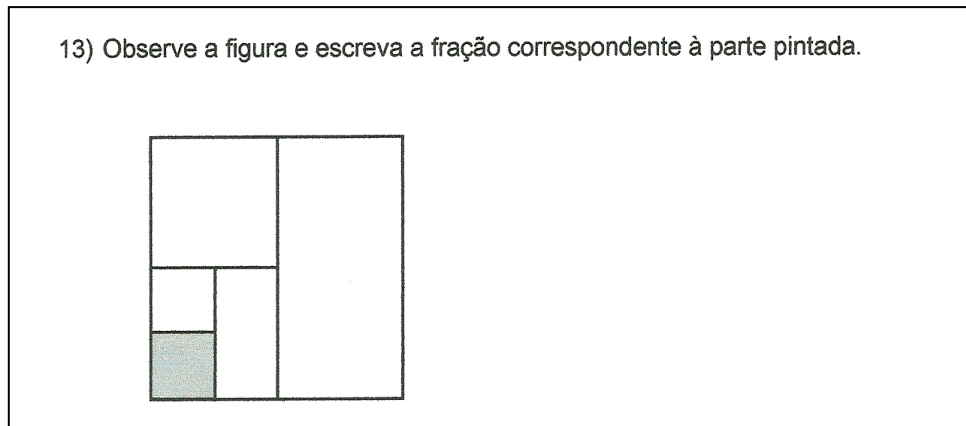 13) Observe a figura e escreva a fração correspondente à parte pintada.